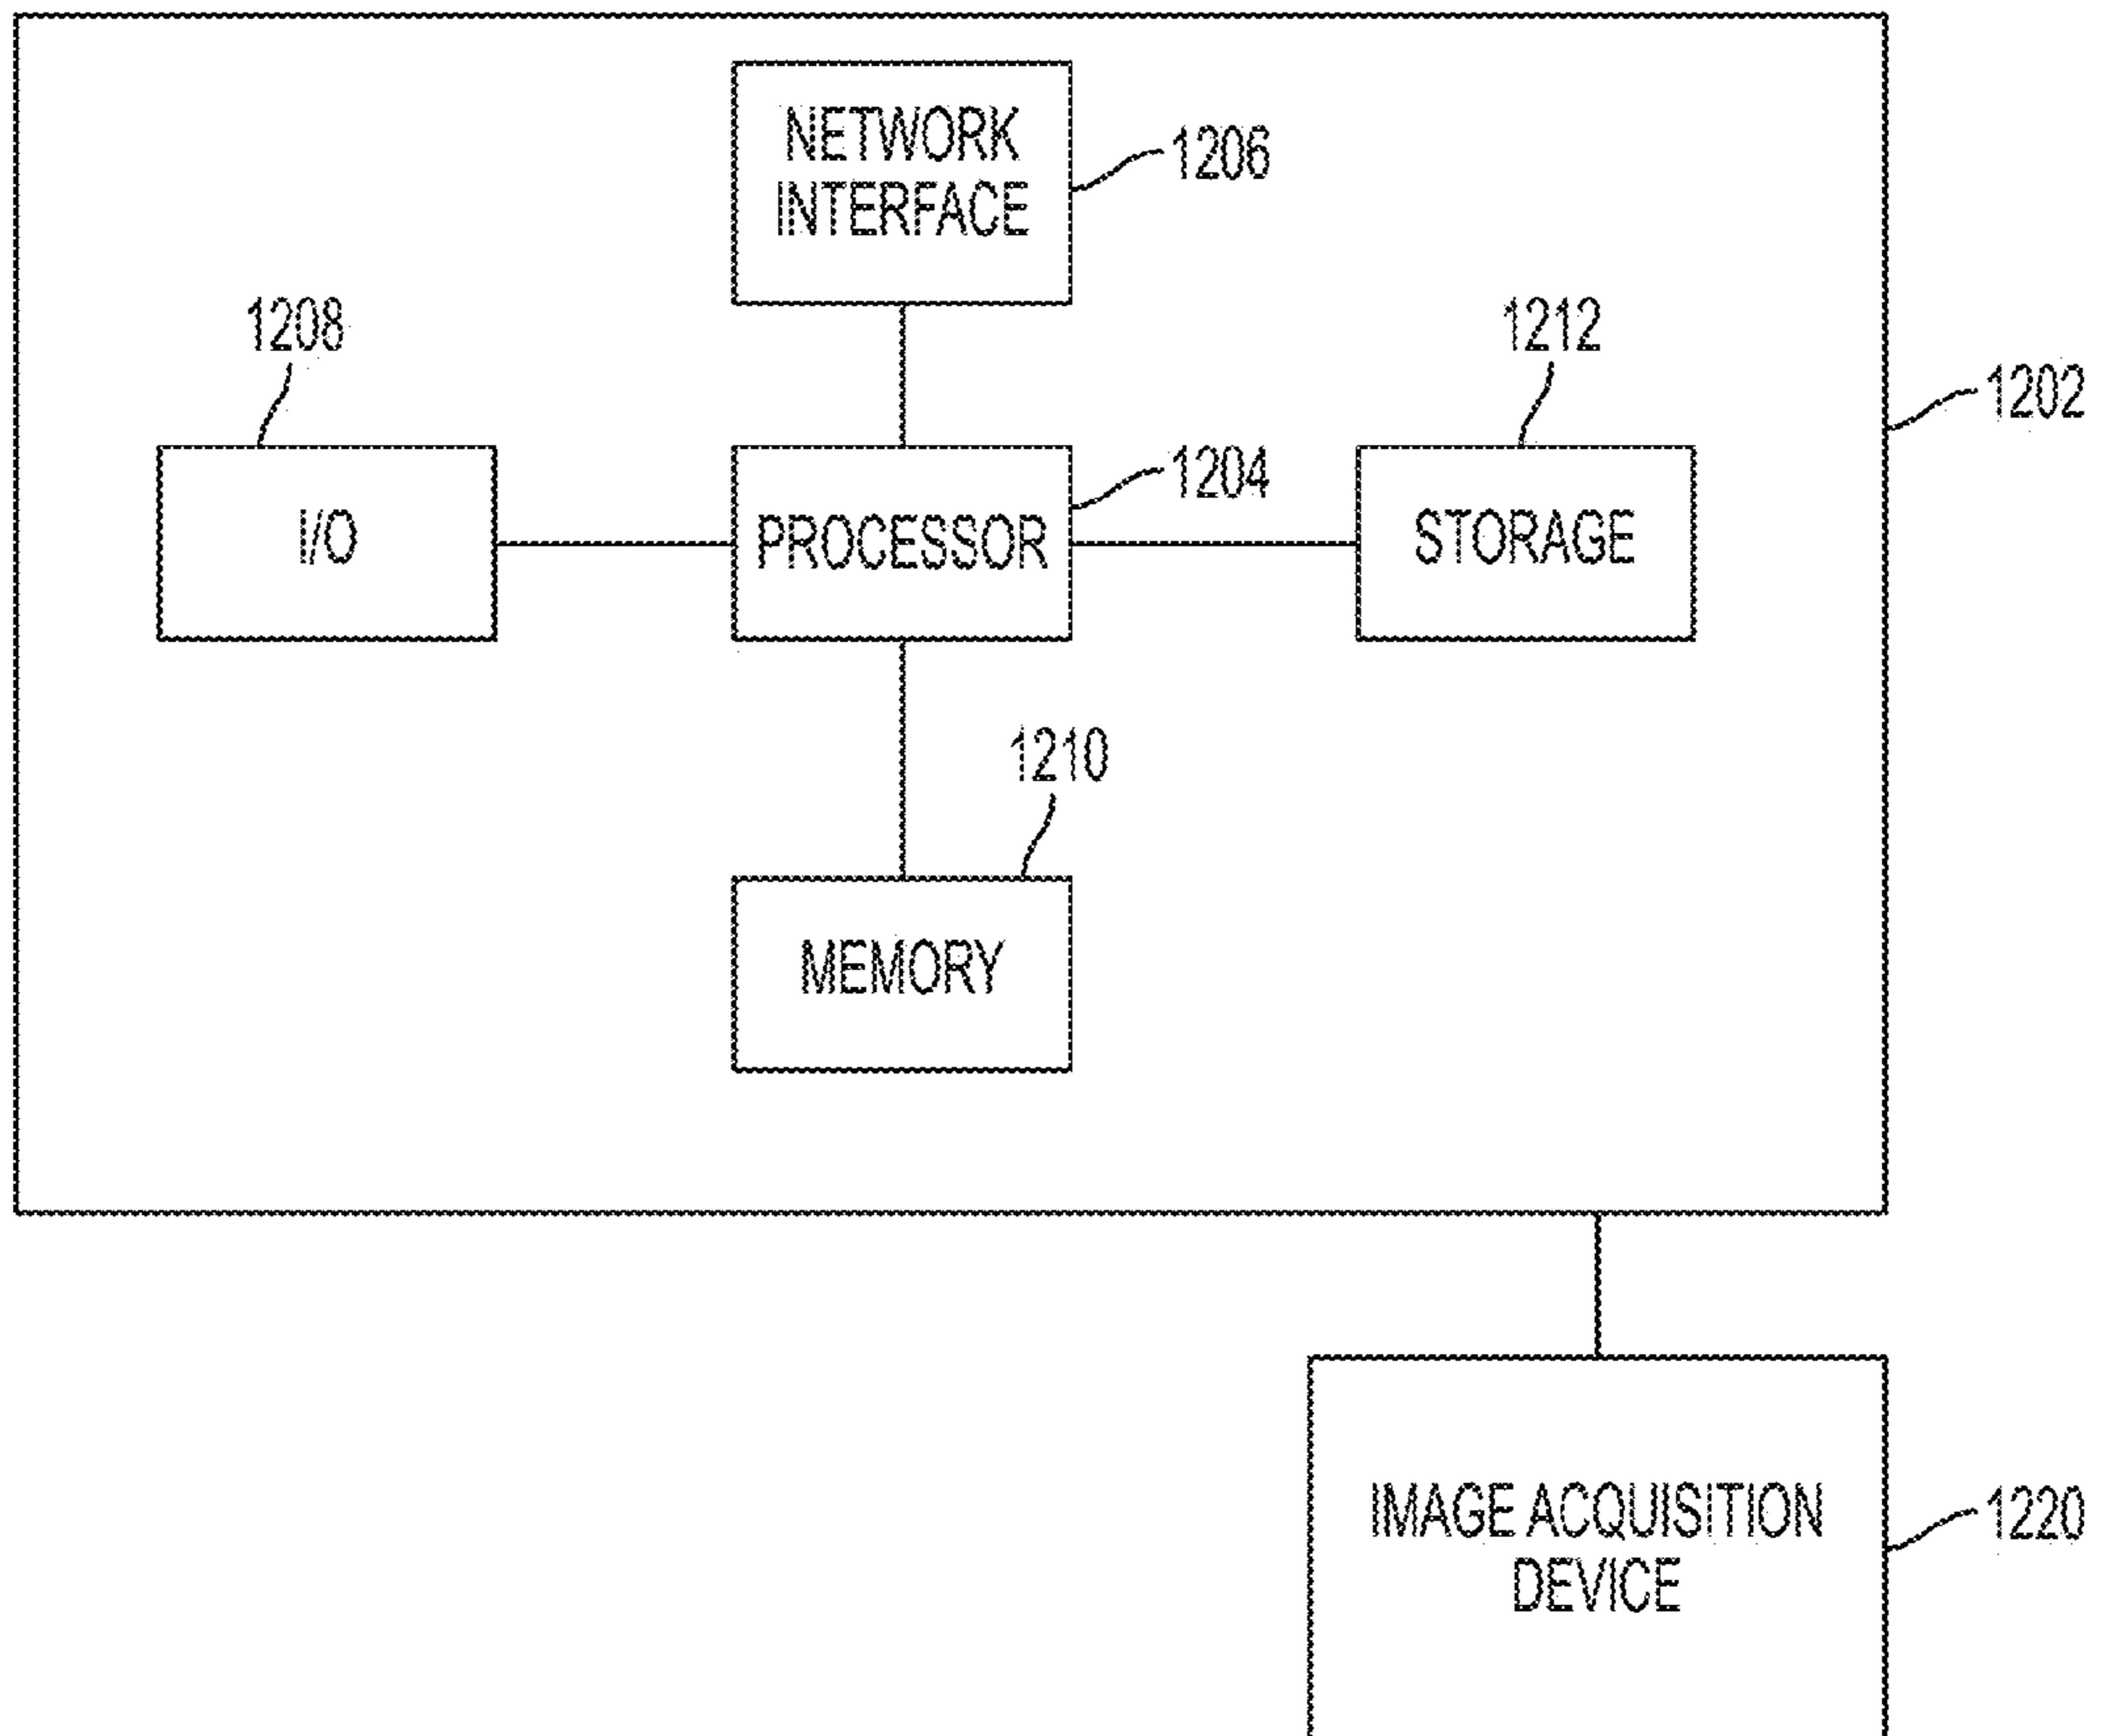 NETWORK
INTERFACE
1206
1208
1212
1202
I/O
PROCESSOR
1204
STORAGE
1210
MEMORY
IMAGE ACQUISITION
DEVICE
1220